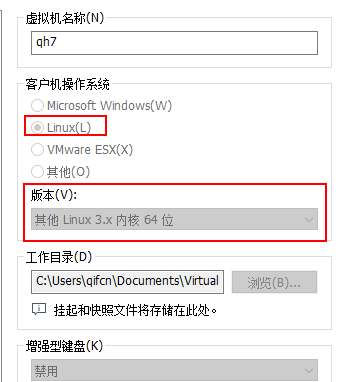 虚拟机名称(N)
qh7
客户机操作系统
Microsoft Windows(W)
Linux(L)
VMware ESX(X)
其他(O)
版本(V):
其他 Linux 3.x 内核 64 位
工作目录(D)
C:\Users\qifcn\Documents\Virtual
浏览(B)...
挂起和快照文件将存储在此处。
增强型键盘(K)
禁用